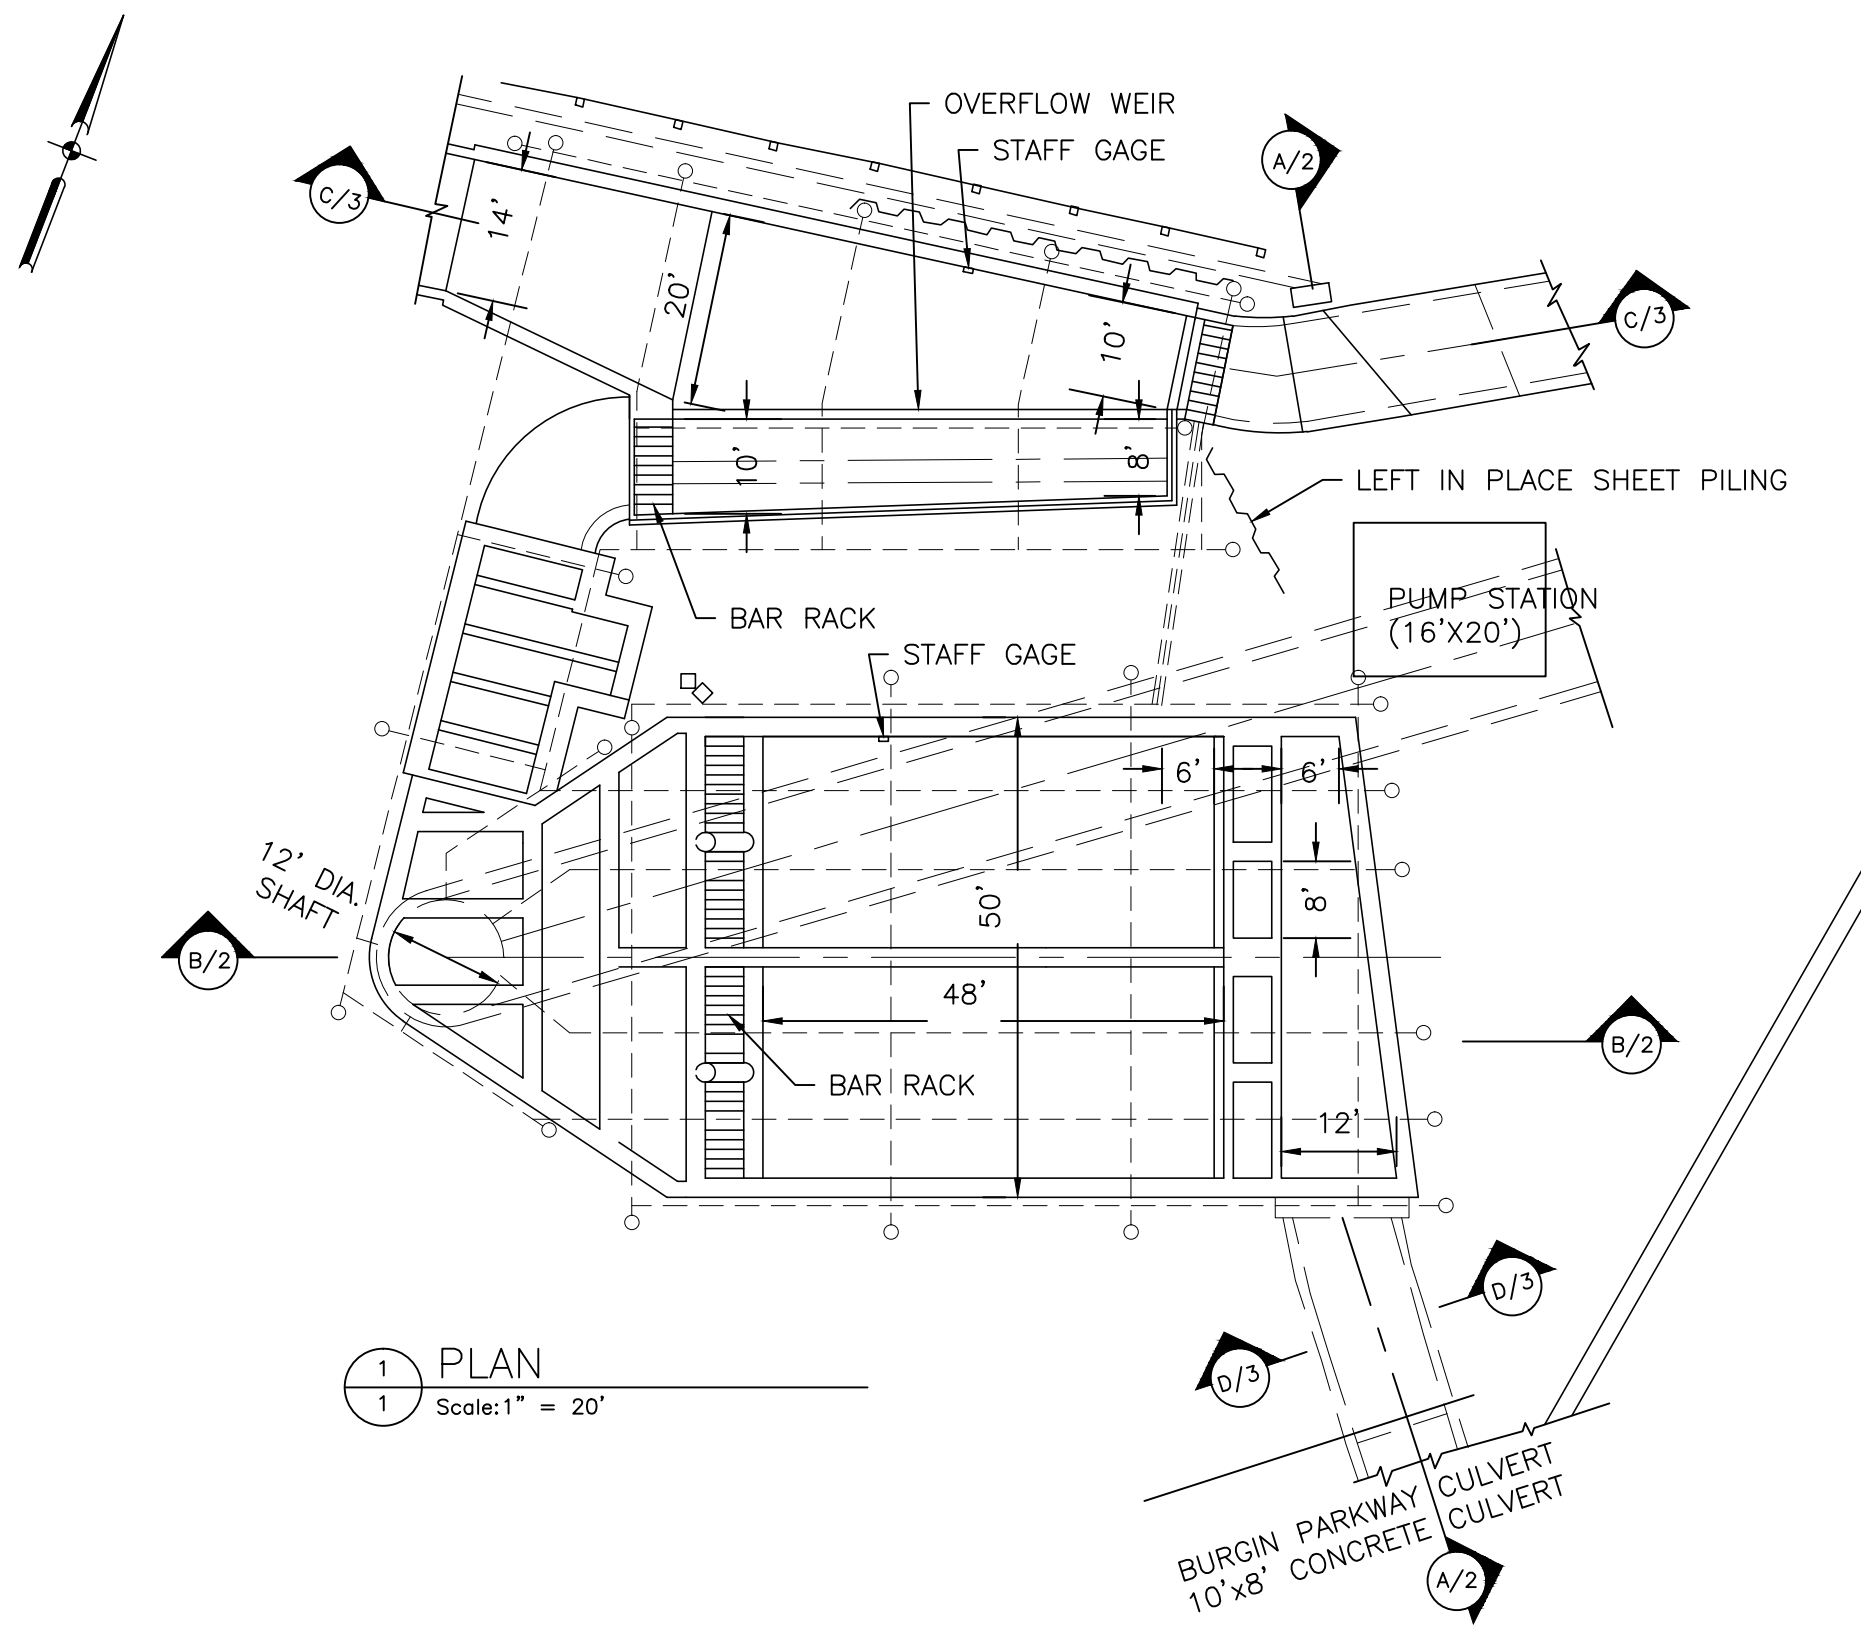 OVERFLOW WEIR
STAFF GAGE
A/2
C/3
14'
20'
10'
C/3
10'
8'
LEFT IN PLACE SHEET PILING
PUMP STATION
(16'X20')
BAR RACK
STAFF GAGE
6'
6'
12' DIA.
SHAFT
50'
8'
B/2
48'
B/2
BAR RACK
12'
D/3
D/3
1
1
PLAN
Scale:1" = 20'
BURGIN PARKWAY CULVERT
10'x8' CONCRETE CULVERT
A/2